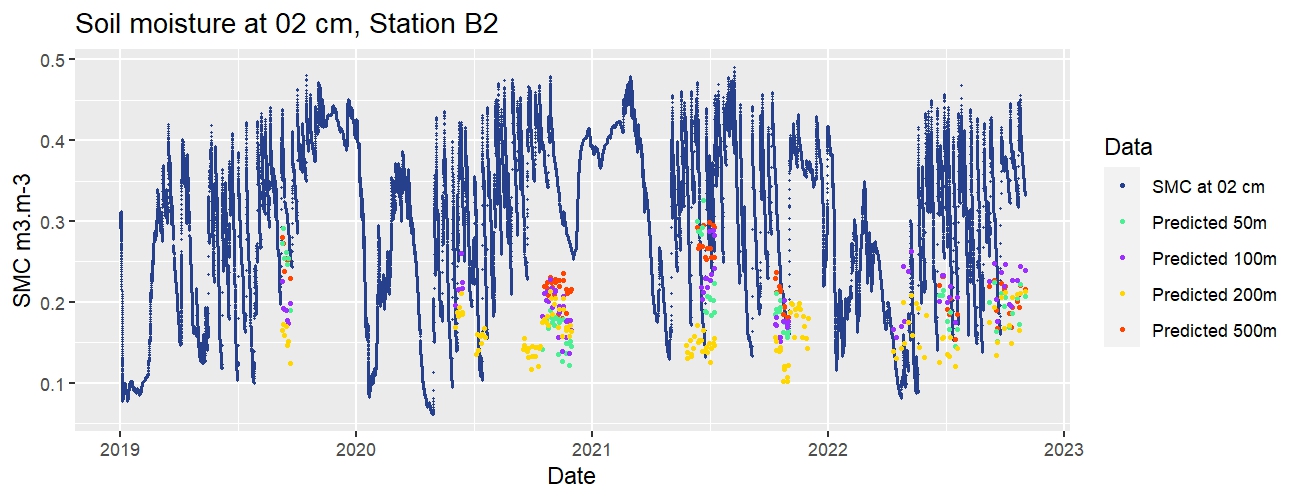 Soil moisture at 02 cm, Station B2
SMC m3.m-3
0.5
0.4
0.3
0.2
0.1
2019
2020
2021
2022
2023
Date
Data
SMC at 02 cm
Predicted 50m
Predicted 100m
Predicted 200m
Predicted 500m